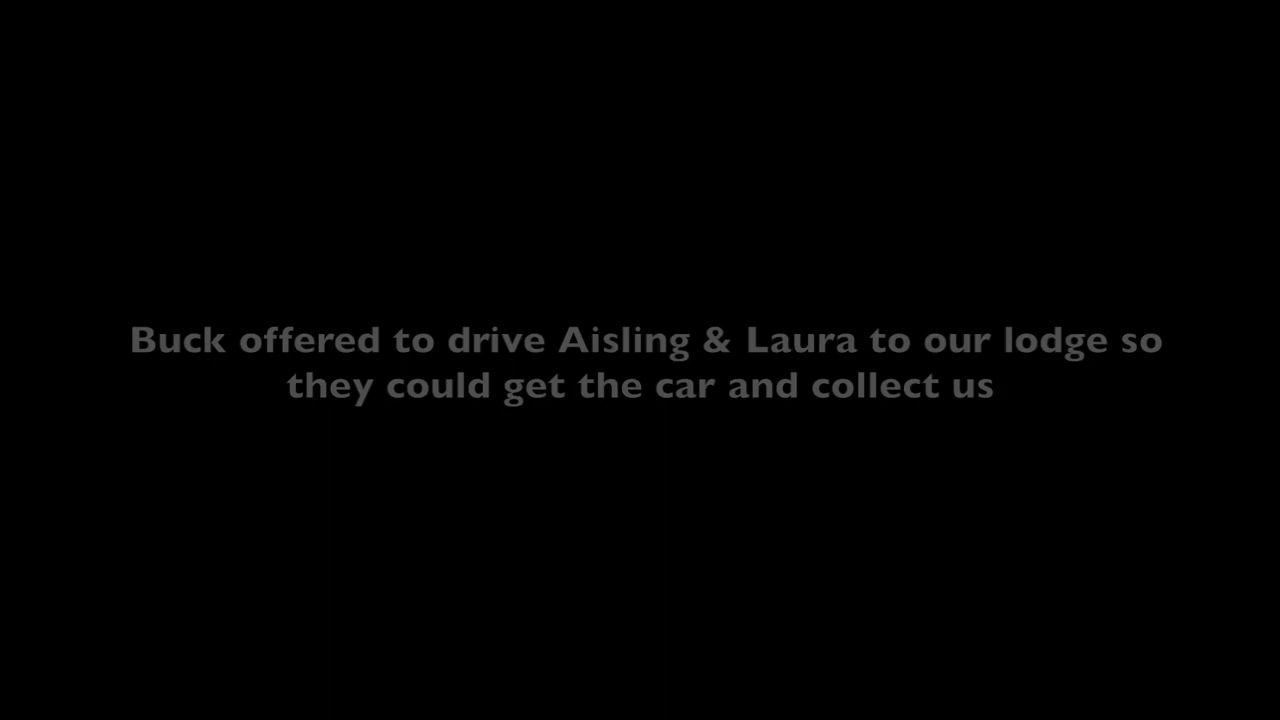 Buck offered to drive Aisling & Laura to our lodge so
they could get the car and collect us